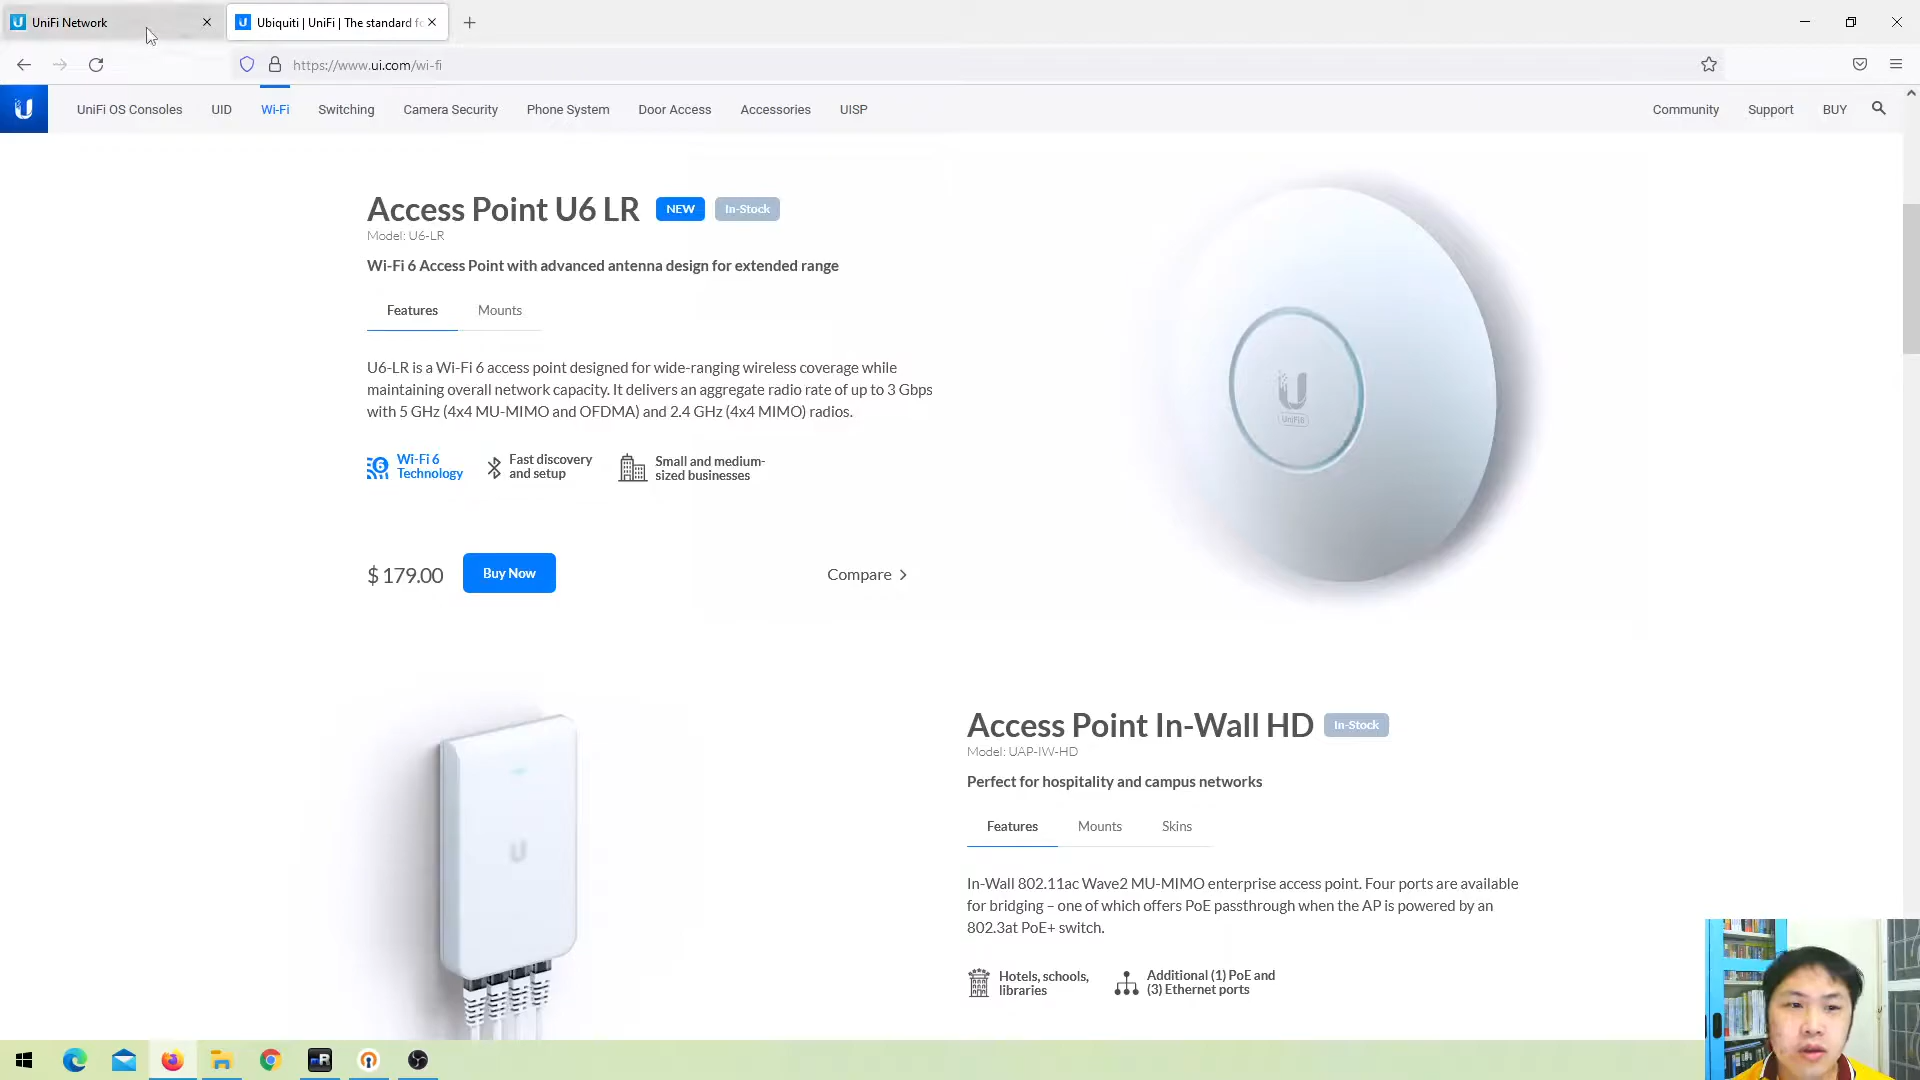 UniFi Network
Ubiquiti | UniFi | The standard fo
https://www.ui.com/wi-fi
UniFi OS Consoles
UID
Wi-Fi
Switching
Camera Security
Phone System
Door Access
Accessories
UISP
Community
Support
BUY
Access Point U6 LR
NEW
In-Stock
Model: U6-LR
Wi-Fi 6 Access Point with advanced antenna design for extended range
Features
Mounts
U6-LR is a Wi-Fi 6 access point designed for wide-ranging wireless coverage while
maintaining overall network capacity. It delivers an aggregate radio rate of up to 3 Gbps
with 5 GHz (4x4 MU-MIMO and OFDMA) and 2.4 GHz (4x4 MIMO) radios.
Wi-Fi 6
Technology
Fast discovery
and setup
Small and medium-
sized businesses
$ 179.00
Buy Now
Compare
UniFi
Access Point In-Wall HD
In-Stock
Model: UAP-IW-HD
Perfect for hospitality and campus networks
Features
Mounts
Skins
In-Wall 802.11ac Wave2 MU-MIMO enterprise access point. Four ports are available
for bridging – one of which offers PoE passthrough when the AP is powered by an
802.3at PoE+ switch.
Hotels, schools,
libraries
Additional (1) PoE and
(3) Ethernet ports